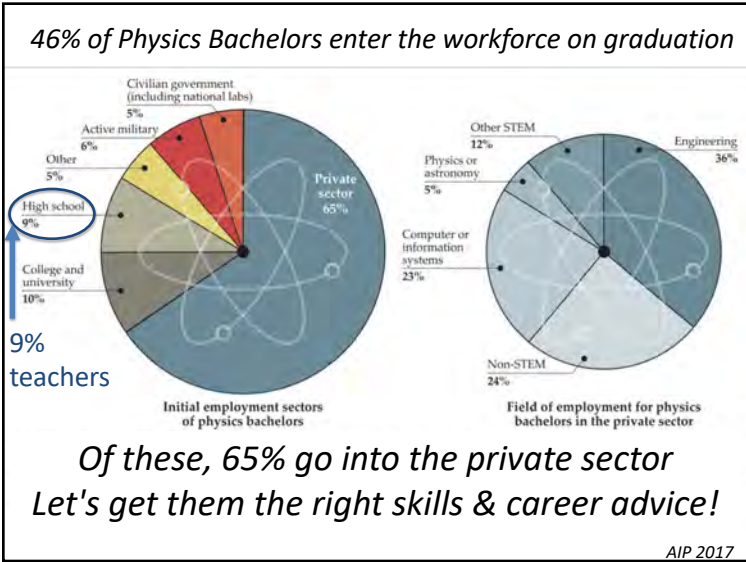 46% of Physics Bachelors enter the workforce on graduation
Civilian government
(including national labs)
5%
Active military
6%
Other
5%
High school
9%
College and
university
10%
Private
sector
65%
9%
teachers
Initial employment sectors
of physics bachelors
Other STEM
12%
Engineering
36%
Physics or
astronomy
5%
Computer or
information
systems
23%
Non-STEM
24%
Field of employment for physics
bachelors in the private sector
Of these, 65% go into the private sector
Let's get them the right skills & career advice!
AIP 2017